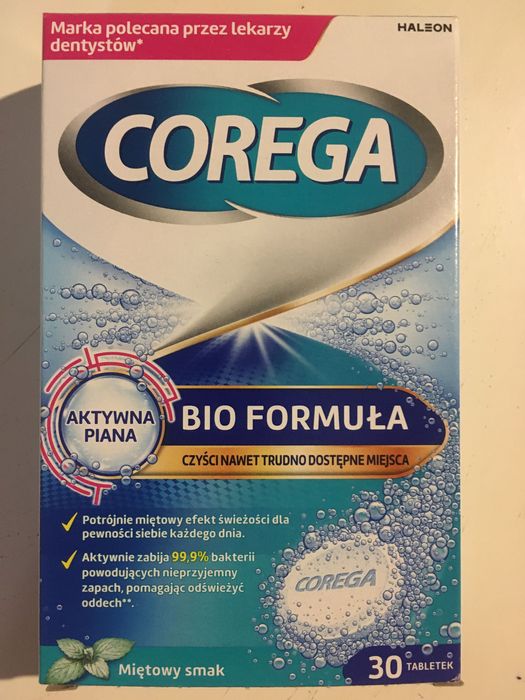 Marka polecana przez lekarzy
dentystów*
HALEON
COREGA
AKTYWNA
PIANA
BIO FORMUŁA
CZYŚCI NAWET TRUDNO DOSTĘPNE MIEJSCA
Potrójnie miętowy efekt świeżości dla
pewności siebie każdego dnia.
Aktywnie zabija 99,9% bakterii
powodujących nieprzyjemny
zapach, pomagając odświeżyć
oddech**.
COREGA
Miętowy smak
30 TABLETEK